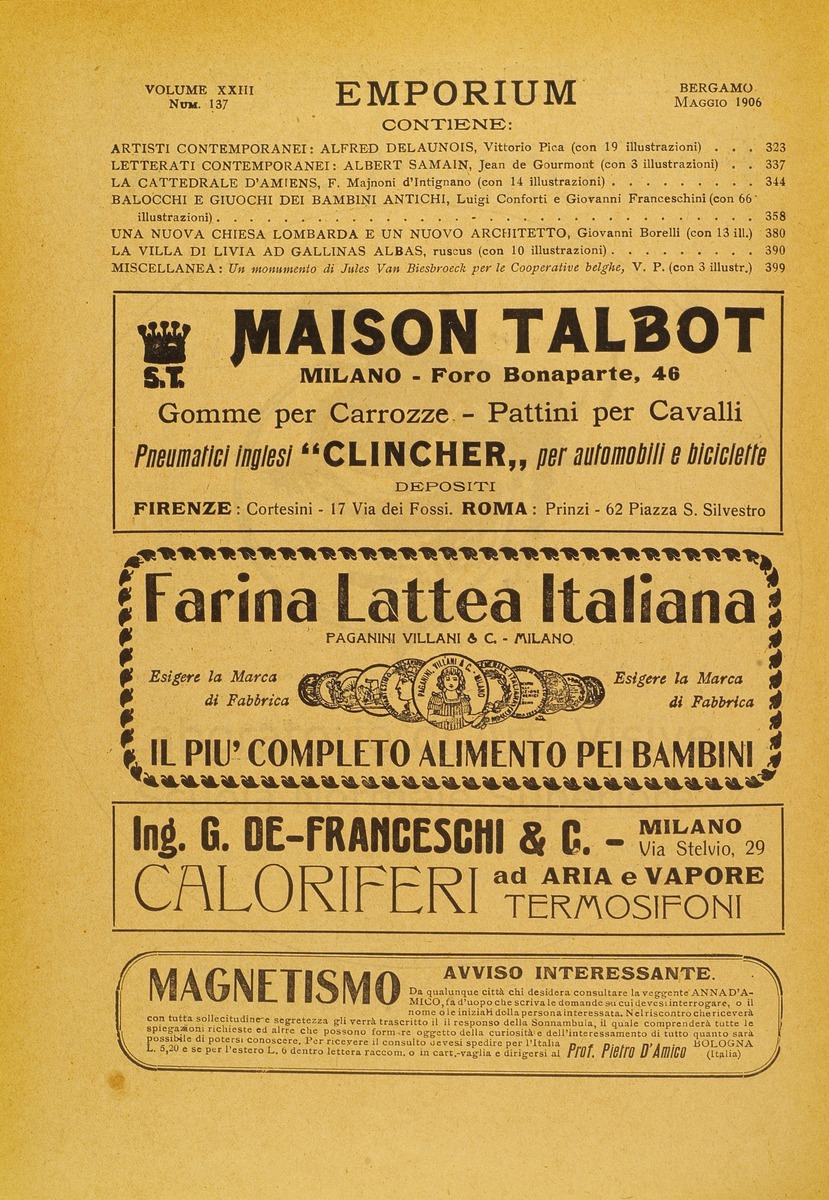 VOLUME XXIII
NUM. 137
EMPORIUM
BERGAMO
MAGGIO 1906
CONTIENE:
ARTISTI CONTEMPORANEI: ALFRED DELAUNOIS, Vittorio Pica (con 19 illustrazioni) . . . 323
LETTERATI CONTEMPORANEI: ALBERT SAMAIN, Jean de Gourmont (con 3 illustrazioni) . . 337
LA CATTEDRALE D'AMIENS, F. Majnoni d'Intignano (con 14 illustrazioni) . . . . . . . . . 344
BALOCCHI E GIUOCHI DEI BAMBINI ANTICHI, Luigi Conforti e Giovanni Franceschini (con 66
illustrazioni) . . . . . . . . . . . . . . . . . . . . . . . . . . . . . . . . . 358
UNA NUOVA CHIESA LOMBARDA E UN NUOVO ARCHITETTO, Giovanni Borelli (con 13 ill.) 380
LA VILLA DI LIVIA AD GALLINAS ALBAS, ruscus (con 10 illustrazioni) . . . . . . . . . 390
MISCELLANEA: Un monumento di Jules Van Biesbroeck per le Cooperative belghe, V. P. (con 3 illustr.) 399
S.T.
MAISON TALBOT
MILANO - Foro Bonaparte, 46
Gomme per Carrozze - Pattini per Cavalli
Pneumatici inglesi “CLINCHER„ per automobili e biciclette
DEPOSITI
FIRENZE: Cortesini - 17 Via dei Fossi. ROMA: Prinzi - 62 Piazza S. Silvestro
Farina Lattea Italiana
PAGANINI VILLANI & C. - MILANO
Esigere la Marca
di Fabbrica
PAGANINI, VILLANI & C. - MILANO
Esigere la Marca
di Fabbrica
IL PIU' COMPLETO ALIMENTO PEI BAMBINI
Ing. G. DE-FRANCESCHI & C. - MILANO
Via Stelvio, 29
CALORIFERI ad ARIA e VAPORE
TERMOSIFONI
MAGNETISMO
AVVISO INTERESSANTE.
Da qualunque città chi desidera consultare la veggente ANNA D'A-
MICO, fa d'uopo che scriva le domande su cui devesi interrogare, o il
nome o le iniziali della persona interessata. Nel riscontro che riceverà
con tutta sollecitudine e segretezza gli verrà trascritto il il responso della Sonnambula, il quale comprenderà tutte le
spiegazioni richieste ed altre che possono formare oggetto della curiosità e dell'interessamento di tutto quanto sarà
possibile di potersi conoscere. Per ricevere il consulto devesi spedire per l'Italia
L. 5,20 e se per l'estero L. 6 dentro lettera raccom. o in cart.-vaglia e dirigersi al Prof. Pietro D'Amico BOLOGNA
(Italia)